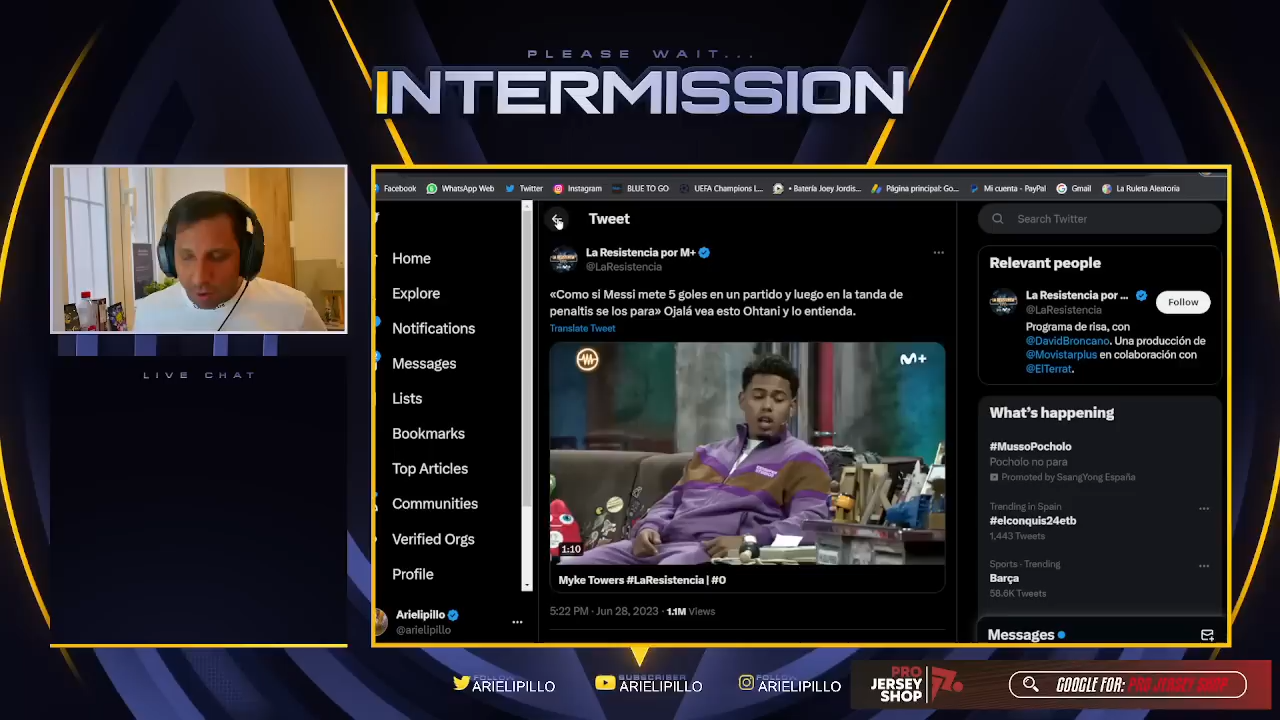 PLEASE WAIT...
INTERMISSION
Facebook
WhatsApp Web
Twitter
Instagram
BLUE TO GO
UEFA Champions L...
• Batería Joey Jordis...
Página principal: Go...
Mi cuenta - PayPal
Gmail
La Ruleta Aleatoria
Home
Explore
Notifications
Messages
Lists
Bookmarks
Top Articles
Communities
Verified Orgs
Profile
Arielipillo
@arielipillo
Tweet
La Resistencia por M+
@LaResistencia
«Como si Messi mete 5 goles en un partido y luego en la tanda de
penaltis se los para» Ojalá vea esto Ohtani y lo entienda.
Translate Tweet
M+
1:10
Myke Towers #LaResistencia | #0
5:22 PM · Jun 28, 2023 · 1.1M Views
Search Twitter
Relevant people
La Resistencia por ...
@LaResistencia
Follow
Programa de risa, con
@DavidBroncano. Una producción de
@Movistarplus en colaboración con
@ElTerrat.
What's happening
#MussoPocholo
Pocholo no para
Promoted by SsangYong España
Trending in Spain
#elconquis24etb
1,443 Tweets
Sports · Trending
Barça
58.6K Tweets
Messages
LIVE CHAT
FOLLOW
ARIELIPILLO
SUBSCRIBER
ARIELIPILLO
FOLLOW
ARIELIPILLO
PRO
JERSEY
SHOP
GOOGLE FOR: PRO JERSEY SHOP